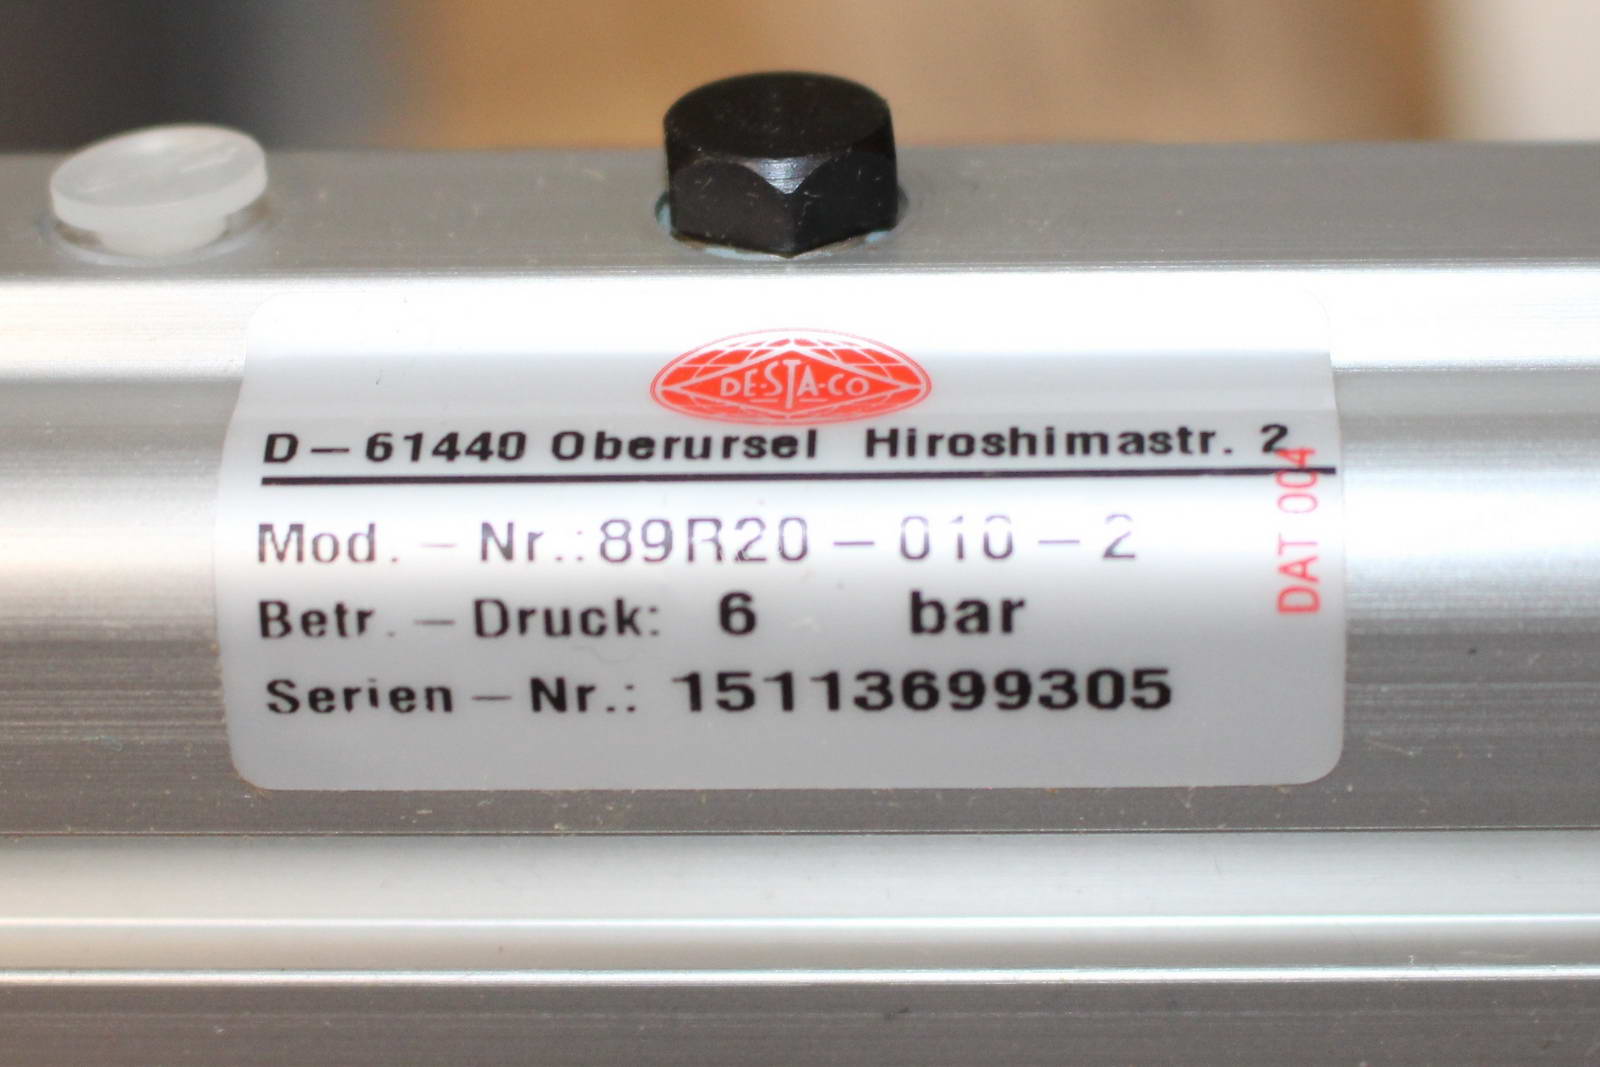 DE-STA-CO
D-61440 Oberursel Hiroshimastr. 2
Mod.-Nr.:89R20-010-2
Betr.-Druck: 6 bar
Serien-Nr.: 15113699305
DAT 004